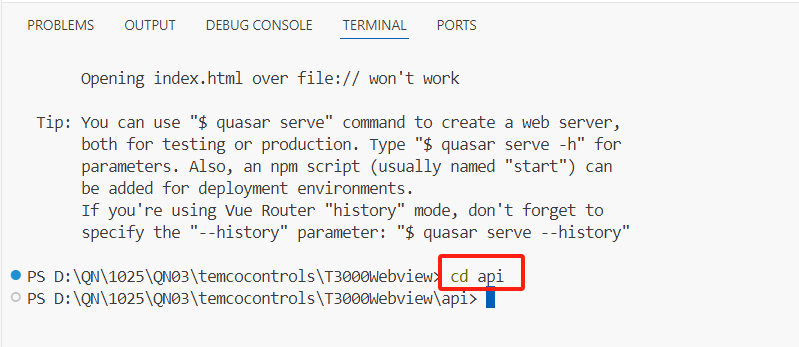 PROBLEMS OUTPUT DEBUG CONSOLE TERMINAL PORTS
Opening index.html over file:// won't work
Tip: You can use "$ quasar serve" command to create a web server,
both for testing or production. Type "$ quasar serve -h" for
parameters. Also, an npm script (usually named "start") can
be added for deployment environments.
If you're using Vue Router "history" mode, don't forget to
specify the "--history" parameter: "$ quasar serve --history"
PS D:\QN\1025\QN03\temcocontrols\T3000Webview> cd api
PS D:\QN\1025\QN03\temcocontrols\T3000Webview\api>